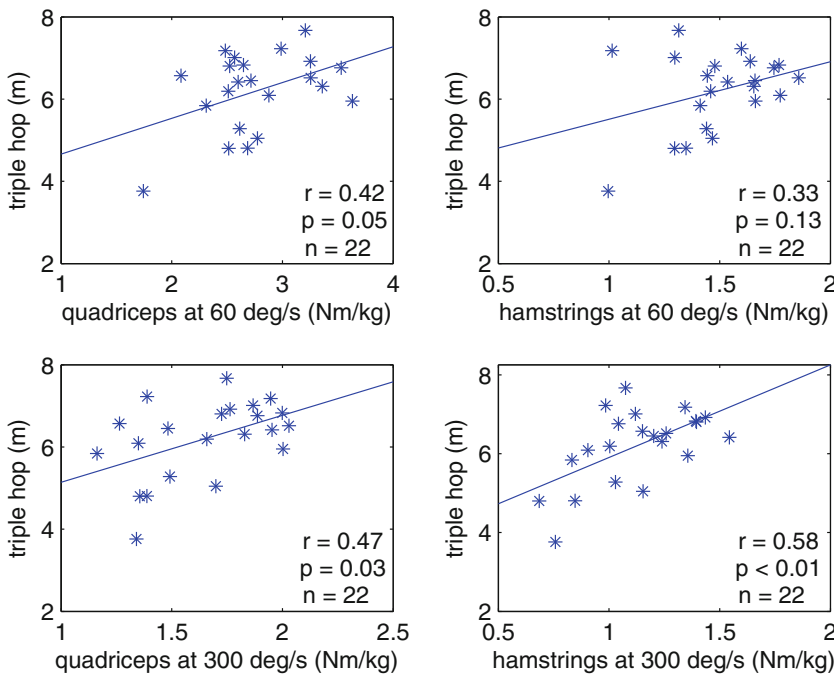 8
6
4
2
triple hop (m)
r = 0.42
p = 0.05
n = 22
1 2 3 4
quadriceps at 60 deg/s (Nm/kg)
8
6
4
2
triple hop (m)
r = 0.33
p = 0.13
n = 22
0.5 1 1.5 2
hamstrings at 60 deg/s (Nm/kg)
8
6
4
2
triple hop (m)
r = 0.47
p = 0.03
n = 22
1 1.5 2 2.5
quadriceps at 300 deg/s (Nm/kg)
8
6
4
2
triple hop (m)
r = 0.58
p < 0.01
n = 22
0.5 1 1.5 2
hamstrings at 300 deg/s (Nm/kg)